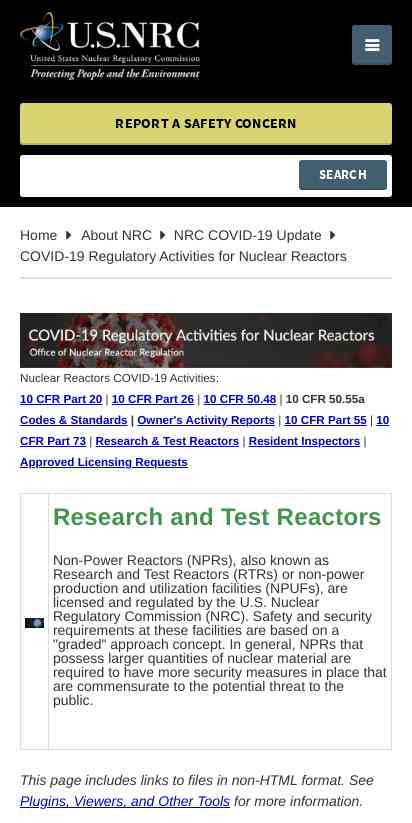 U.S.NRC
United States Nuclear Regulatory Commission
Protecting People and the Environment
REPORT A SAFETY CONCERN
SEARCH
Home About NRC NRC COVID-19 Update
COVID-19 Regulatory Activities for Nuclear Reactors
COVID-19 Regulatory Activities for Nuclear Reactors
Office of Nuclear Reactor Regulation
Nuclear Reactors COVID-19 Activities:
10 CFR Part 20 | 10 CFR Part 26 | 10 CFR 50.48 | 10 CFR 50.55a
Codes & Standards | Owner's Activity Reports | 10 CFR Part 55 | 10
CFR Part 73 | Research & Test Reactors | Resident Inspectors |
Approved Licensing Requests
Research and Test Reactors
Non-Power Reactors (NPRs), also known as
Research and Test Reactors (RTRs) or non-power
production and utilization facilities (NPUFs), are
licensed and regulated by the U.S. Nuclear
Regulatory Commission (NRC). Safety and security
requirements at these facilities are based on a
"graded" approach concept. In general, NPRs that
possess larger quantities of nuclear material are
required to have more security measures in place that
are commensurate to the potential threat to the
public.
This page includes links to files in non-HTML format. See
Plugins, Viewers, and Other Tools for more information.